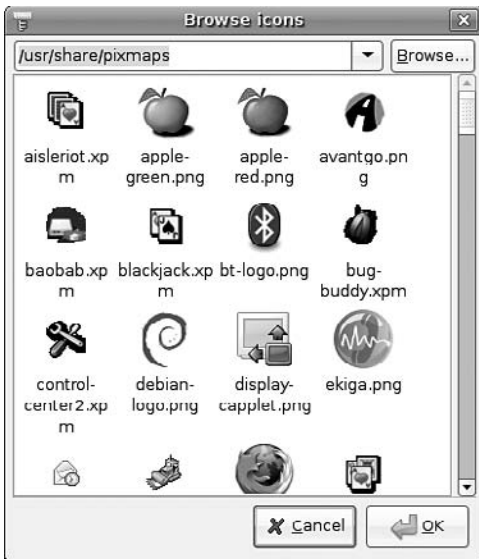 Browse icons
/usr/share/pixmaps
Browse...
aisleriot.xp
m
apple-
green.png
apple-
red.png
avantgo.pn
g
baobab.xp
m
blackjack.xp
m
bt-logo.png
bug-
buddy.xpm
control-
center2.xp
m
debian-
logo.png
display-
capplet.png
ekiga.png
Cancel
OK